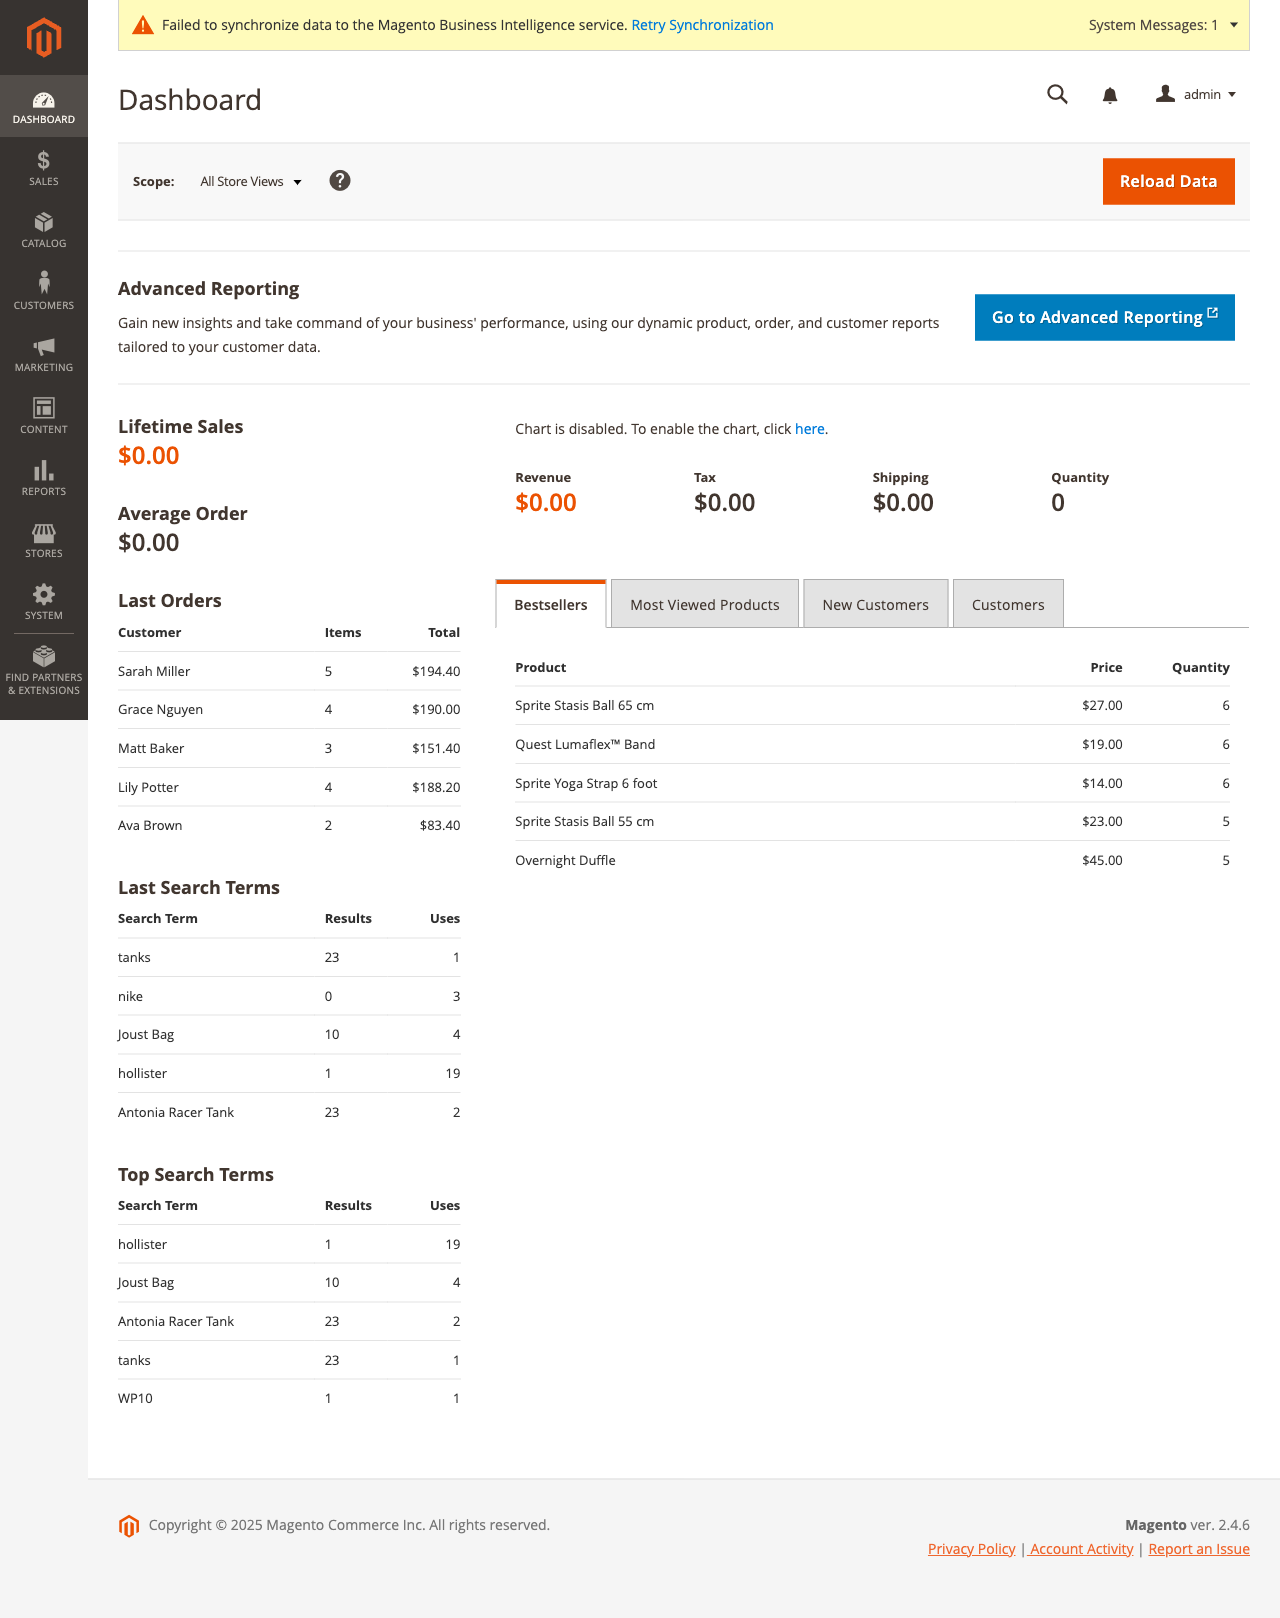 Failed to synchronize data to the Magento Business Intelligence service. Retry Synchronization
System Messages: 1
Dashboard
admin
DASHBOARD
SALES
CATALOG
CUSTOMERS
MARKETING
CONTENT
REPORTS
STORES
SYSTEM
FIND PARTNERS
& EXTENSIONS
Scope: All Store Views ?
Reload Data
Advanced Reporting
Gain new insights and take command of your business' performance, using our dynamic product, order, and customer reports
tailored to your customer data.
Go to Advanced Reporting
Lifetime Sales
$0.00
Average Order
$0.00
Last Orders
Customer Items Total
Sarah Miller 5 $194.40
Grace Nguyen 4 $190.00
Matt Baker 3 $151.40
Lily Potter 4 $188.20
Ava Brown 2 $83.40
Last Search Terms
Search Term Results Uses
tanks 23 1
nike 0 3
Joust Bag 10 4
hollister 1 19
Antonia Racer Tank 23 2
Top Search Terms
Search Term Results Uses
hollister 1 19
Joust Bag 10 4
Antonia Racer Tank 23 2
tanks 23 1
WP10 1 1
Chart is disabled. To enable the chart, click here.
Revenue Tax Shipping Quantity
$0.00 $0.00 $0.00 0
Bestsellers Most Viewed Products New Customers Customers
Product Price Quantity
Sprite Stasis Ball 65 cm $27.00 6
Quest Lumaflex™ Band $19.00 6
Sprite Yoga Strap 6 foot $14.00 6
Sprite Stasis Ball 55 cm $23.00 5
Overnight Duffle $45.00 5
Copyright © 2025 Magento Commerce Inc. All rights reserved.
Magento ver. 2.4.6
Privacy Policy | Account Activity | Report an Issue